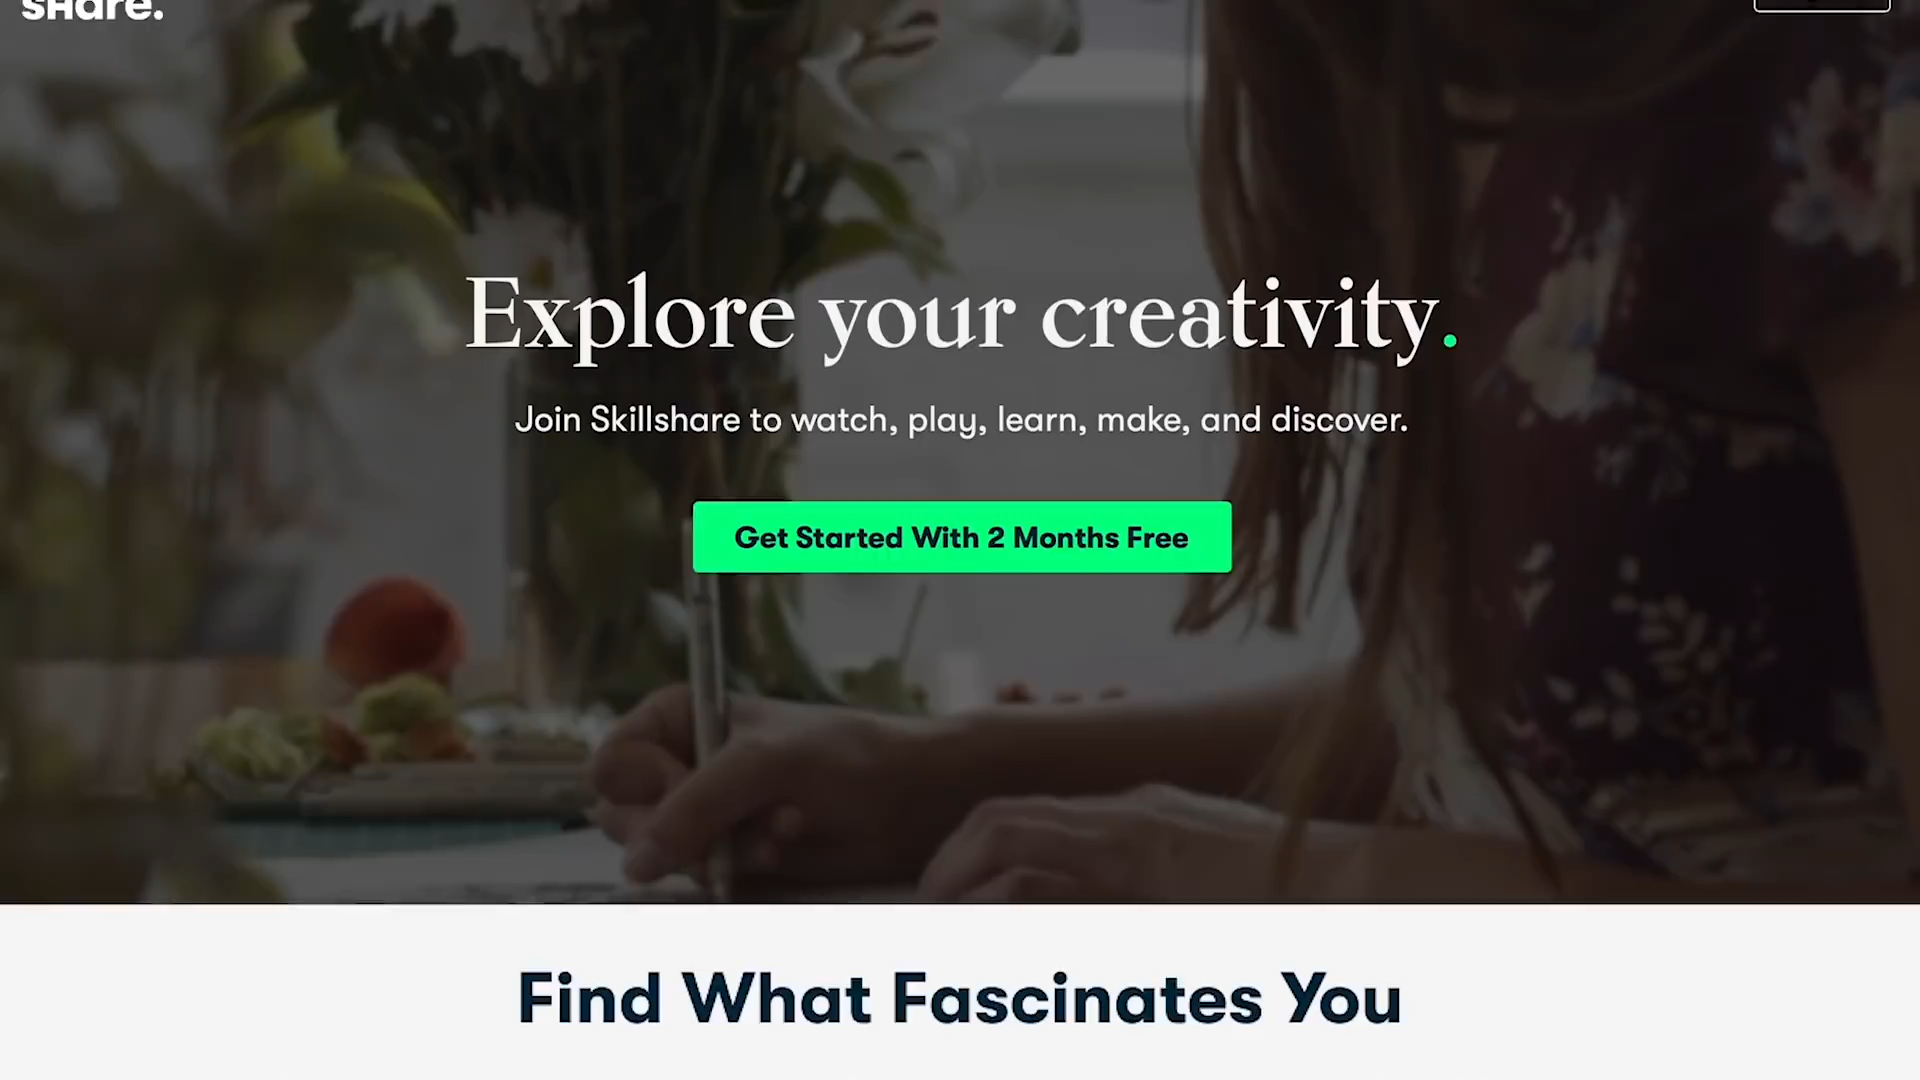 SHare.
Explore your creativity.
Join Skillshare to watch, play, learn, make, and discover.
Get Started With 2 Months Free
Find What Fascinates You